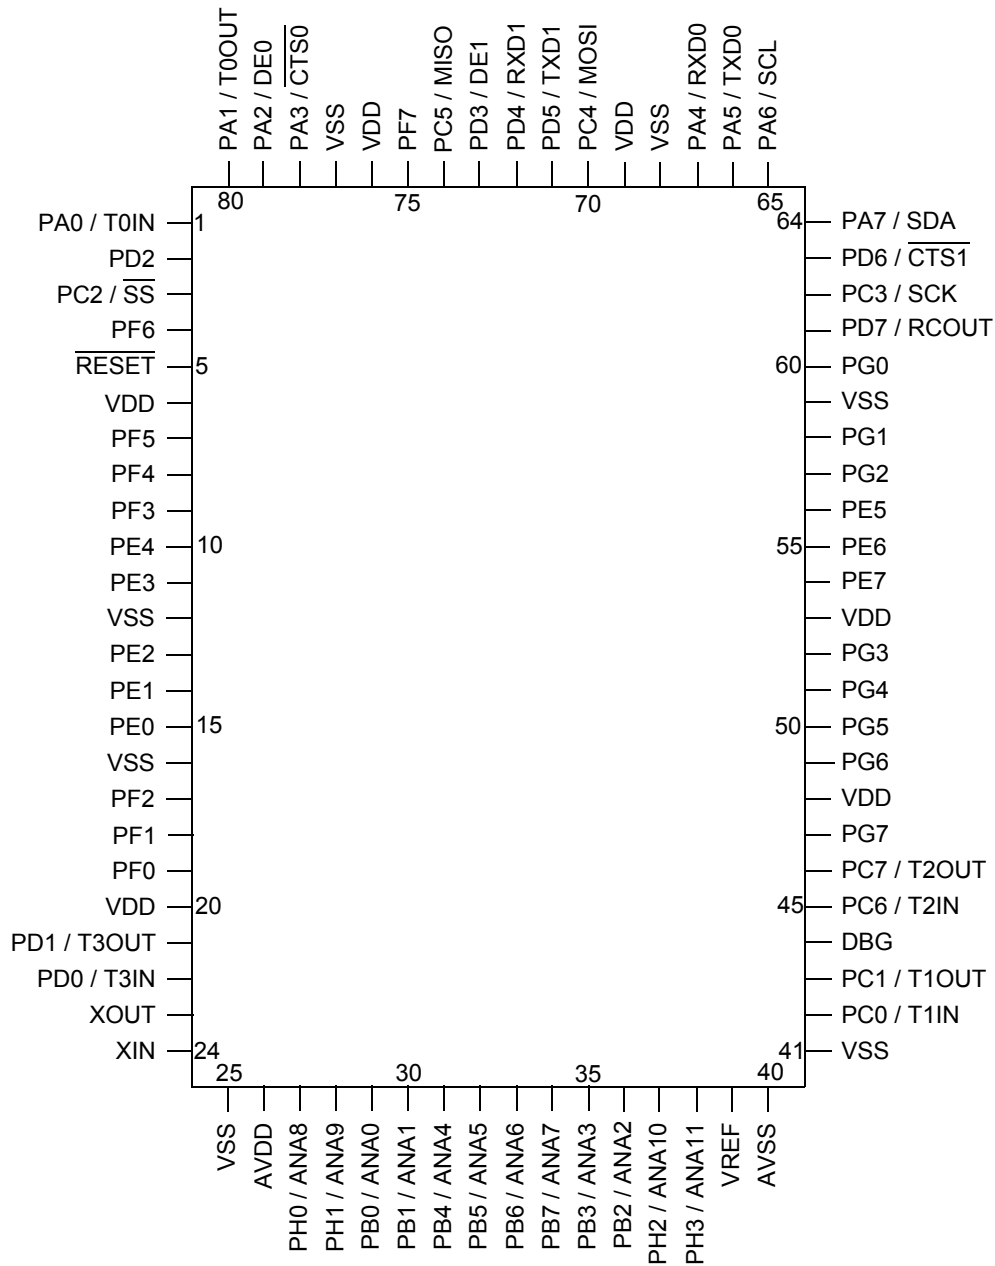 PA1 / T0OUT
PA2 / DE0
PA3 / CTS0
VSS
VDD
PF7
PC5 / MISO
PD3 / DE1
PD4 / RXD1
PD5 / TXD1
PC4 / MOSI
VDD
VSS
PA4 / RXD0
PA5 / TXD0
PA6 / SCL
80 75 70 65
PA0 / T0IN 1
PD2
PC2 / SS
PF6
RESET 5
VDD
PF5
PF4
PF3
PE4 10
PE3
VSS
PE2
PE1
PE0 15
VSS
PF2
PF1
PF0
VDD 20
PD1 / T3OUT
PD0 / T3IN
XOUT
XIN 24
64 PA7 / SDA
PD6 / CTS1
PC3 / SCK
PD7 / RCOUT
60 PG0
VSS
PG1
PG2
PE5
55 PE6
PE7
VDD
PG3
PG4
50 PG5
PG6
VDD
PG7
PC7 / T2OUT
45 PC6 / T2IN
DBG
PC1 / T1OUT
PC0 / T1IN
41 VSS
25 30 35 40
VSS
AVDD
PH0 / ANA8
PH1 / ANA9
PB0 / ANA0
PB1 / ANA1
PB4 / ANA4
PB5 / ANA5
PB6 / ANA6
PB7 / ANA7
PB3 / ANA3
PB2 / ANA2
PH2 / ANA10
PH3 / ANA11
VREF
AVSS